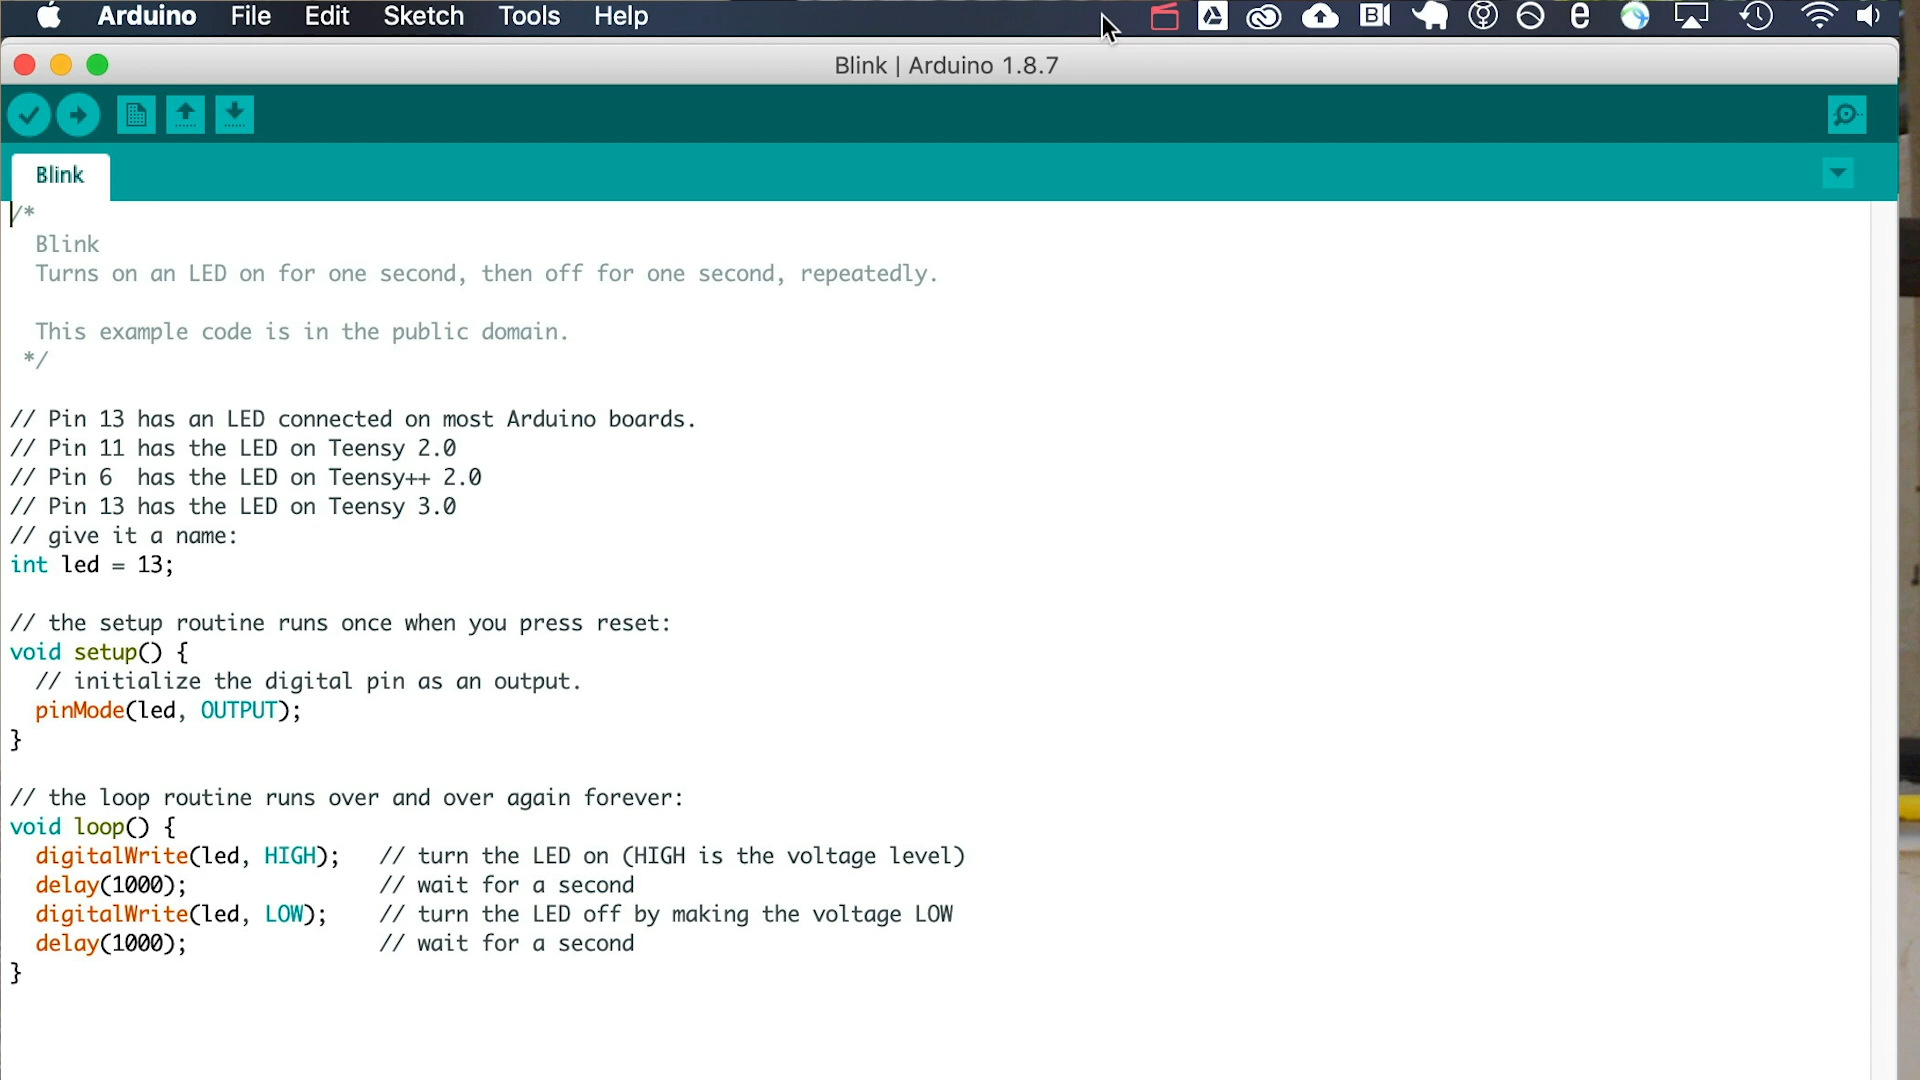 Arduino File Edit Sketch Tools Help
Blink | Arduino 1.8.7
Blink
/*
Blink
Turns on an LED on for one second, then off for one second, repeatedly.
This example code is in the public domain.
*/
// Pin 13 has an LED connected on most Arduino boards.
// Pin 11 has the LED on Teensy 2.0
// Pin 6  has the LED on Teensy++ 2.0
// Pin 13 has the LED on Teensy 3.0
// give it a name:
int led = 13;
// the setup routine runs once when you press reset:
void setup() {
// initialize the digital pin as an output.
pinMode(led, OUTPUT);
}
// the loop routine runs over and over again forever:
void loop() {
digitalWrite(led, HIGH);   // turn the LED on (HIGH is the voltage level)
delay(1000);               // wait for a second
digitalWrite(led, LOW);    // turn the LED off by making the voltage LOW
delay(1000);               // wait for a second
}